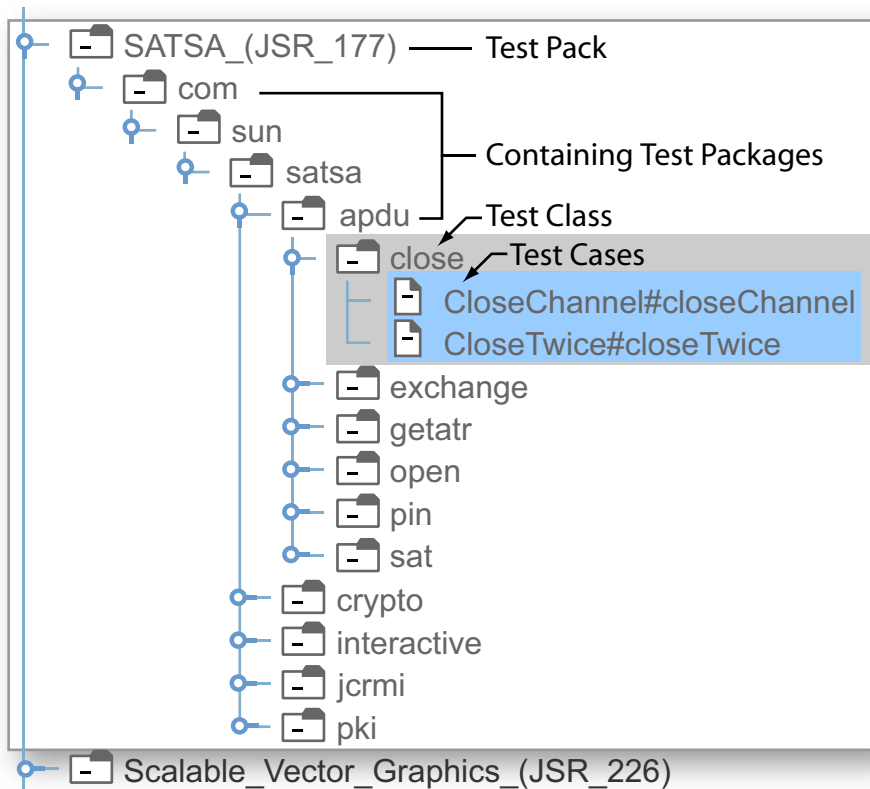 SATSA_(JSR_177) Test Pack
com
sun
Containing Test Packages
satsa
apdu Test Class
close Test Cases
CloseChannel#closeChannel
CloseTwice#closeTwice
exchange
getatr
open
pin
sat
crypto
interactive
jcrmi
pki
Scalable_Vector_Graphics_(JSR_226)